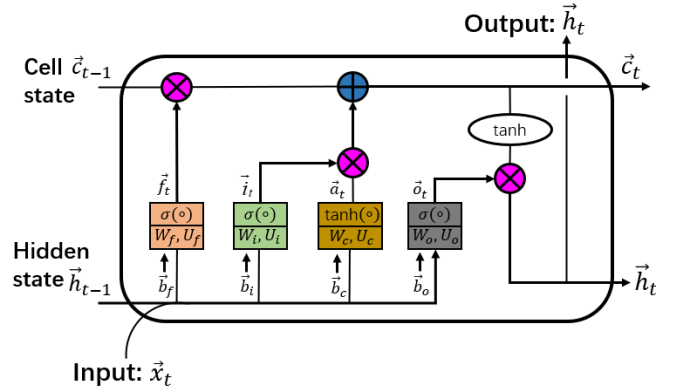 Output: h⃗_t
Cell c⃗_{t−1}
state
c⃗_t
tanh
f⃗_t
i⃗_t
a⃗_t
o⃗_t
σ(∘)
W_f, U_f
σ(∘)
W_i, U_i
tanh(∘)
W_c, U_c
σ(∘)
W_o, U_o
Hidden
state
h⃗_{t−1}
b⃗_f
b⃗_i
b⃗_c
b⃗_o
h⃗_t
Input: x⃗_t